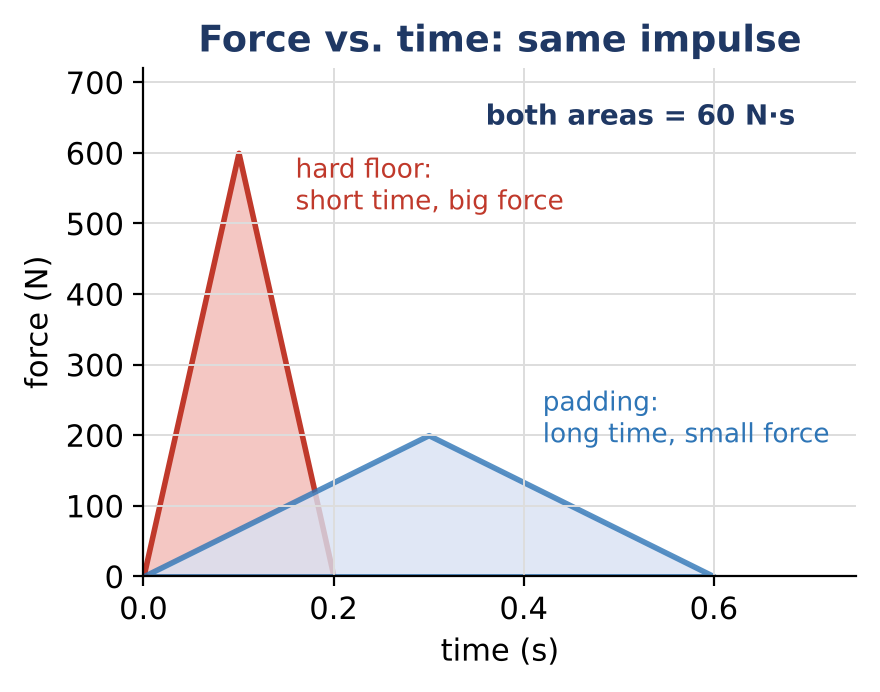 Force vs. time: same impulse
700
600
500
400
300
200
100
0
force (N)
both areas = 60 N·s
hard floor:
short time, big force
padding:
long time, small force
0.0 0.2 0.4 0.6
time (s)